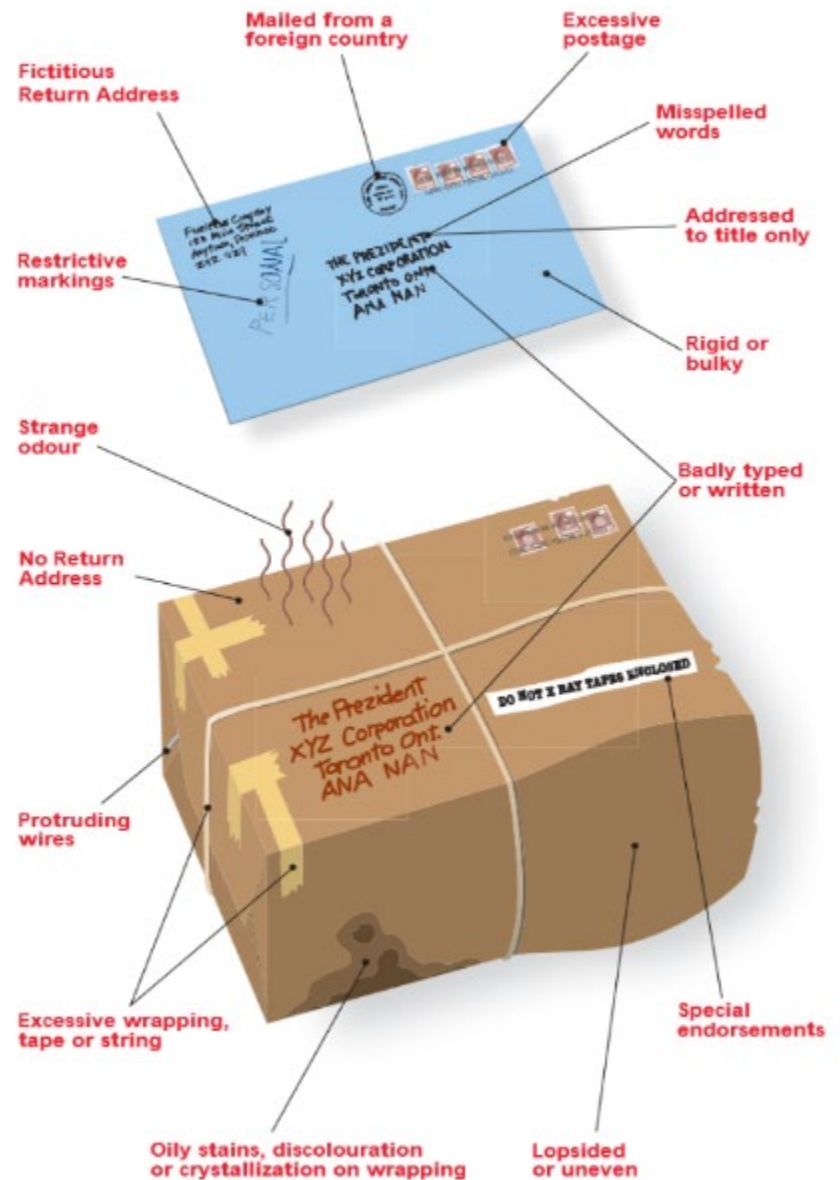 Mailed from a
foreign country
Excessive
postage
Fictitious
Return Address
Misspelled
words
Addressed
to title only
Restrictive
markings
PERSONAL
THE PREZIDENTE
XYZ CORPORATION
TORONTO ONT
ANA NAN
Rigid or
bulky
Strange
odour
Badly typed
or written
No Return
Address
DO NOT X RAY TAPES ENCLOSED
The Prezident
XYZ Corporation
Toronto Ont.
ANA NAN
Protruding
wires
Excessive wrapping,
tape or string
Special
endorsements
Oily stains, discolouration
or crystallization on wrapping
Lopsided
or uneven